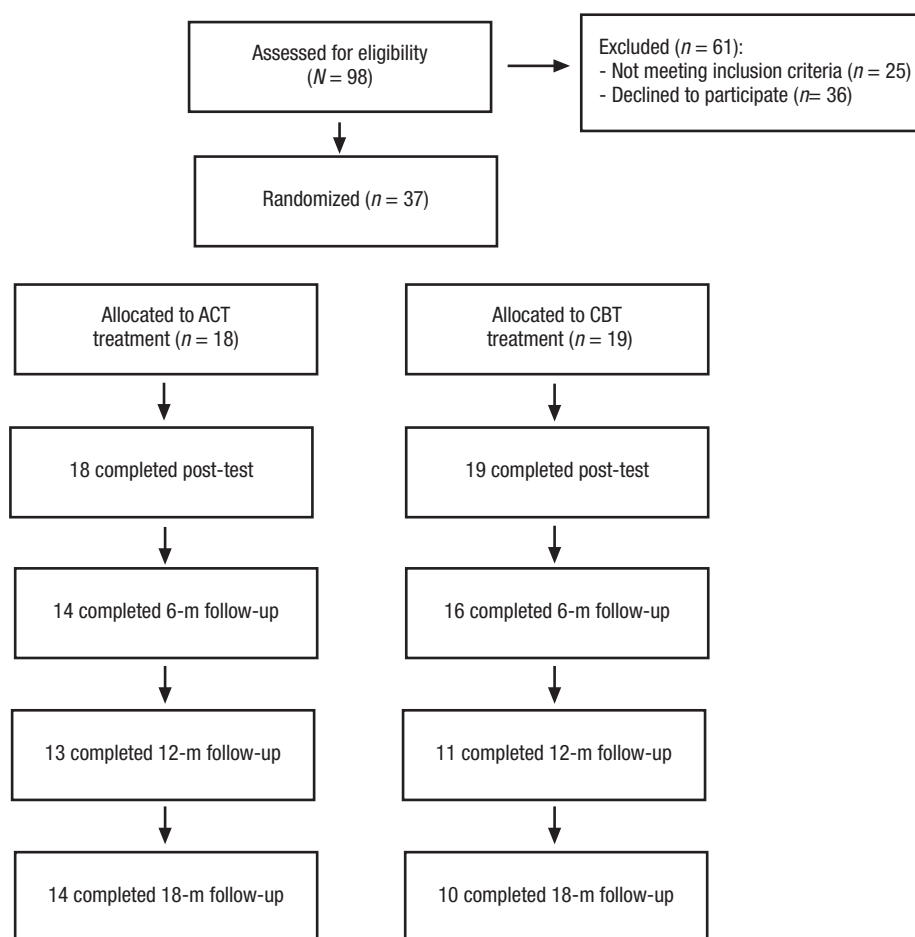 Assessed for eligibility
(N = 98)
Excluded (n = 61):
- Not meeting inclusion criteria (n = 25)
- Declined to participate (n= 36)
Randomized (n = 37)
Allocated to ACT
treatment (n = 18)
Allocated to CBT
treatment (n = 19)
18 completed post-test
19 completed post-test
14 completed 6-m follow-up
16 completed 6-m follow-up
13 completed 12-m follow-up
11 completed 12-m follow-up
14 completed 18-m follow-up
10 completed 18-m follow-up